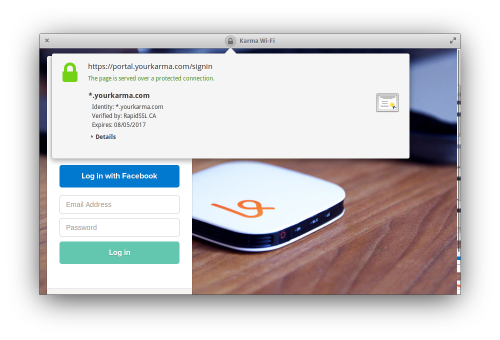 Karma Wi-Fi
https://portal.yourkarma.com/signin
The page is served over a protected connection.
*.yourkarma.com
Identity: *.yourkarma.com
Verified by: RapidSSL CA
Expires: 08/05/2017
Details
Log in with Facebook
Email Address
Password
Log in